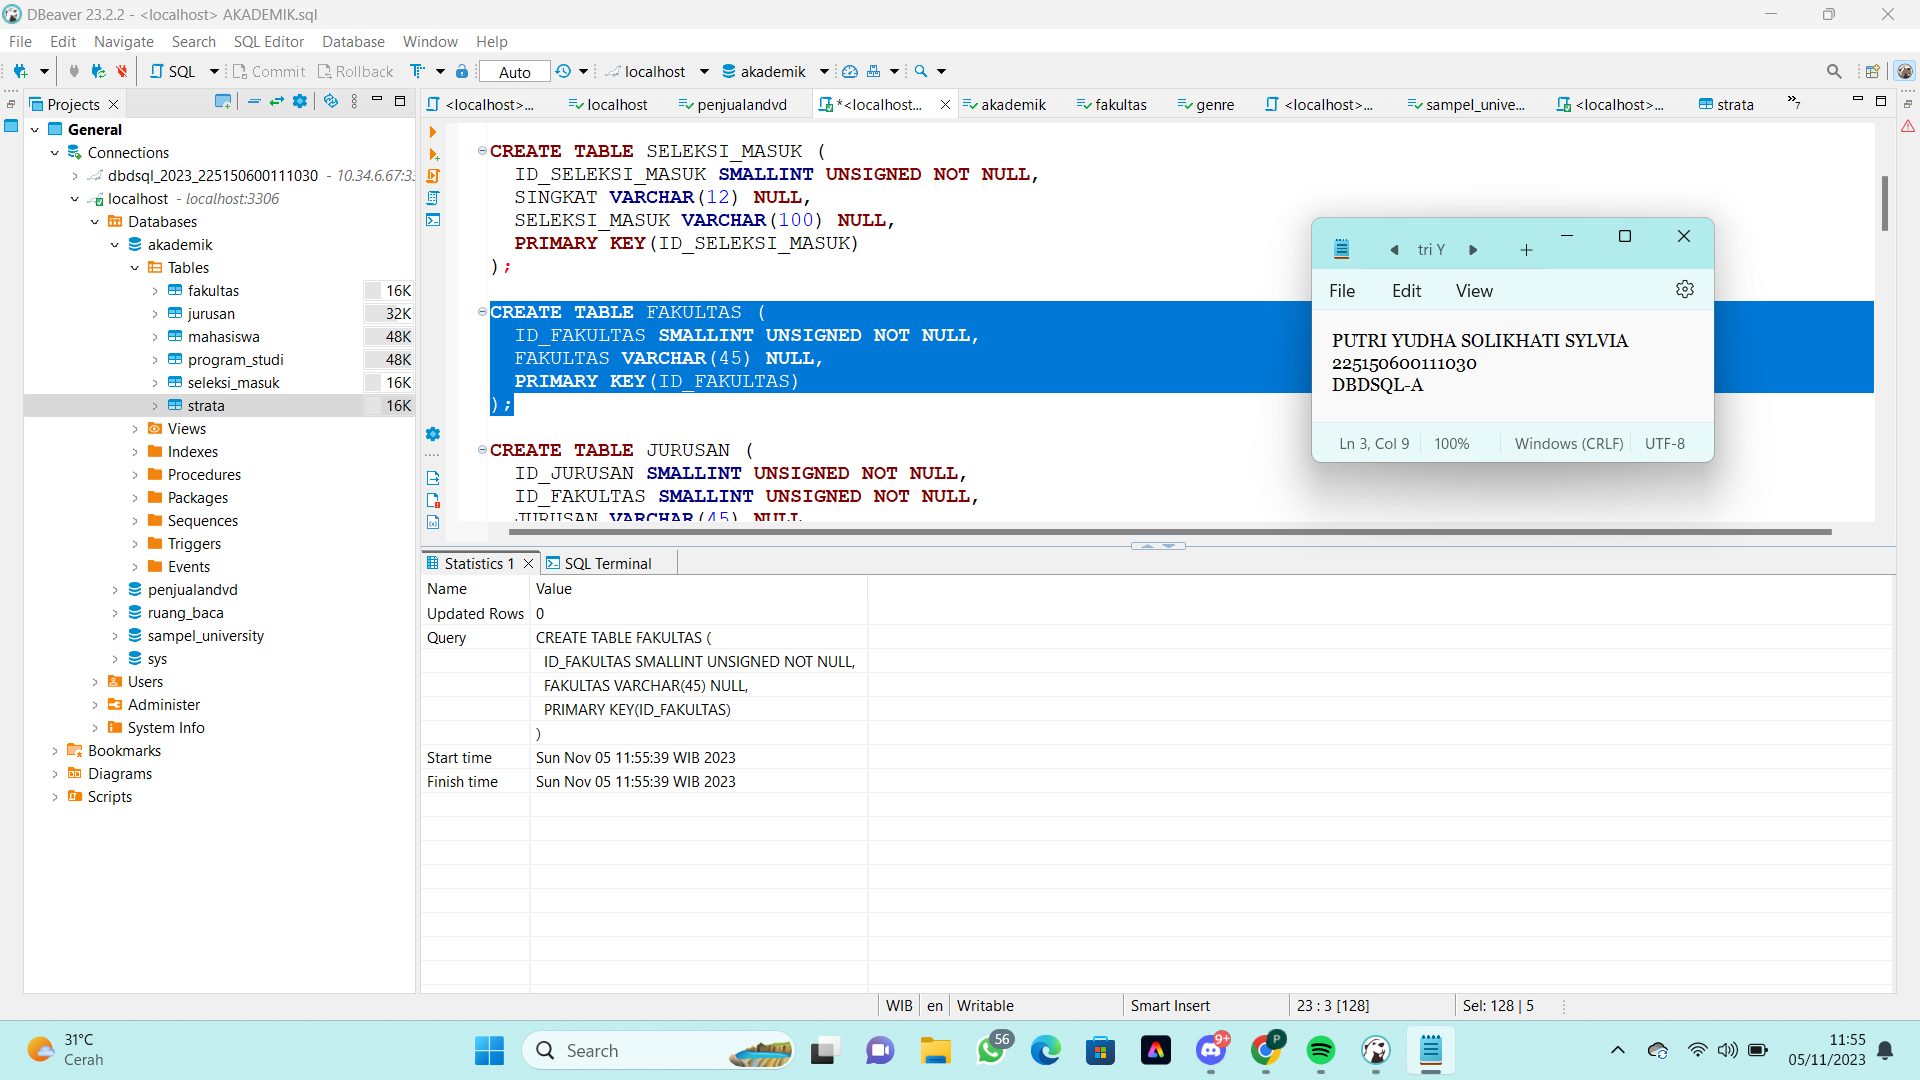 DBeaver 23.2.2 - <localhost> AKADEMIK.sql
File Edit Navigate Search SQL Editor Database Window Help
SQL Commit Rollback Auto localhost akademik
Projects
<localhost>... localhost penjualandvd *<localhost... akademik fakultas genre <localhost>... sampel_unive... <localhost>... strata »7
General
Connections
dbdsql_2023_225150600111030 - 10.34.6.67:33
localhost - localhost:3306
Databases
akademik
Tables
fakultas 16K
jurusan 32K
mahasiswa 48K
program_studi 48K
seleksi_masuk 16K
strata 16K
Views
Indexes
Procedures
Packages
Sequences
Triggers
Events
penjualandvd
ruang_baca
sampel_university
sys
Users
Administer
System Info
Bookmarks
Diagrams
Scripts
CREATE TABLE SELEKSI_MASUK (
ID_SELEKSI_MASUK SMALLINT UNSIGNED NOT NULL,
SINGKAT VARCHAR(12) NULL,
SELEKSI_MASUK VARCHAR(100) NULL,
PRIMARY KEY(ID_SELEKSI_MASUK)
);
CREATE TABLE FAKULTAS (
ID_FAKULTAS SMALLINT UNSIGNED NOT NULL,
FAKULTAS VARCHAR(45) NULL,
PRIMARY KEY(ID_FAKULTAS)
);
CREATE TABLE JURUSAN (
ID_JURUSAN SMALLINT UNSIGNED NOT NULL,
ID_FAKULTAS SMALLINT UNSIGNED NOT NULL,
JURUSAN VARCHAR(45) NULL
tri Y
File Edit View
PUTRI YUDHA SOLIKHATI SYLVIA
225150600111030
DBDSQL-A
Ln 3, Col 9 100% Windows (CRLF) UTF-8
Statistics 1 SQL Terminal
Name Value
Updated Rows 0
Query CREATE TABLE FAKULTAS (
ID_FAKULTAS SMALLINT UNSIGNED NOT NULL,
FAKULTAS VARCHAR(45) NULL,
PRIMARY KEY(ID_FAKULTAS)
)
Start time Sun Nov 05 11:55:39 WIB 2023
Finish time Sun Nov 05 11:55:39 WIB 2023
WIB en Writable Smart Insert 23 : 3 [128] Sel: 128 | 5
31°C
Cerah
Search
56
9+
P
11:55
05/11/2023